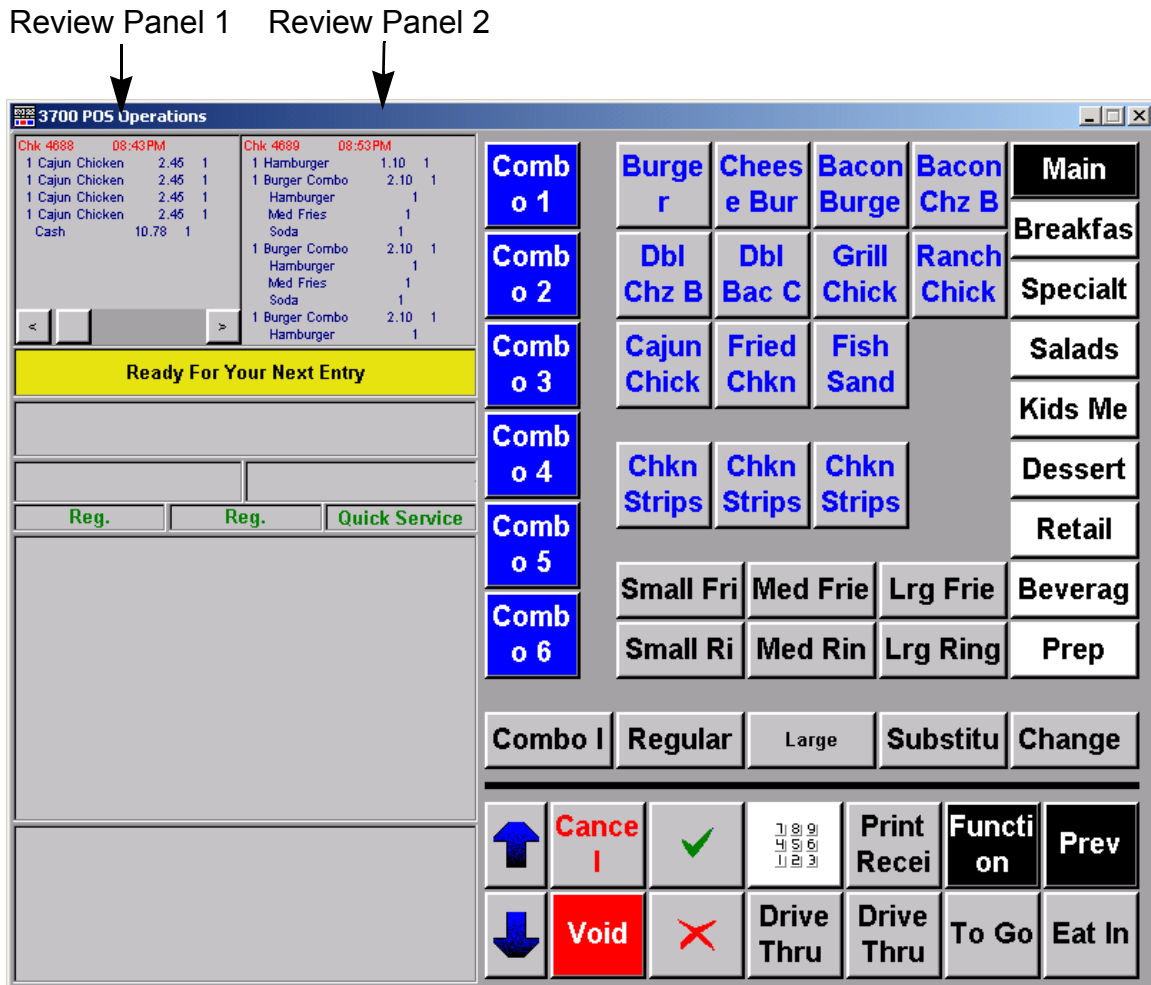 Review Panel 1 Review Panel 2
3700 POS Operations
Chk 4688 08:43PM
1 Cajun Chicken 2.45 1
1 Cajun Chicken 2.45 1
1 Cajun Chicken 2.45 1
1 Cajun Chicken 2.45 1
Cash 10.78 1
< >
Chk 4689 08:53PM
1 Hamburger 1.10 1
1 Burger Combo 2.10 1
Hamburger 1
Med Fries 1
Soda 1
1 Burger Combo 2.10 1
Hamburger 1
Med Fries 1
Soda 1
1 Burger Combo 2.10 1
Hamburger 1
Ready For Your Next Entry
Reg. Reg. Quick Service
Comb
o 1
Comb
o 2
Comb
o 3
Comb
o 4
Comb
o 5
Comb
o 6
Burge
r
Chees
e Bur
Bacon
Burge
Bacon
Chz B
Dbl
Chz B
Dbl
Bac C
Grill
Chick
Ranch
Chick
Cajun
Chick
Fried
Chkn
Fish
Sand
Chkn
Strips
Chkn
Strips
Chkn
Strips
Small Fri Med Frie Lrg Frie
Small Ri Med Rin Lrg Ring
Main
Breakfas
Specialt
Salads
Kids Me
Dessert
Retail
Beverag
Prep
Combo I Regular Large Substitu Change
Cance
l
7 8 9
4 5 6
1 2 3
Print
Recei
Functi
on
Prev
Void
Drive
Thru
Drive
Thru
To Go
Eat In